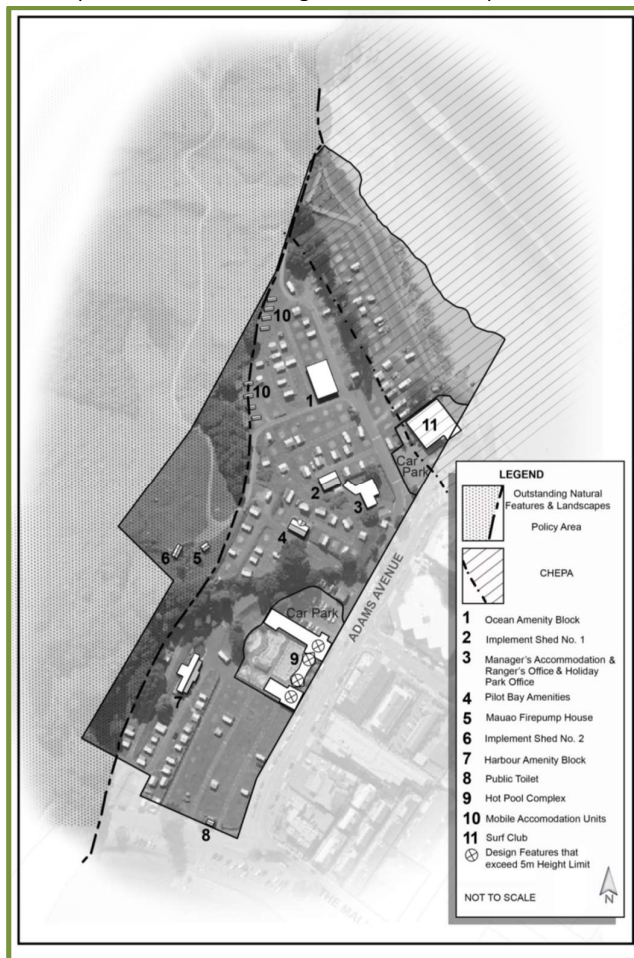 10
10
1
11
Car
Park
2
3
4
6
5
ADAMS AVENUE
Car Park
9
7
8
LEGEND
Outstanding Natural
Features & Landscapes
Policy Area
CHEPA
1 Ocean Amenity Block
2 Implement Shed No. 1
3 Manager's Accommodation &
Ranger's Office & Holiday
Park Office
4 Pilot Bay Amenities
5 Mauao Firepump House
6 Implement Shed No. 2
7 Harbour Amenity Block
8 Public Toilet
9 Hot Pool Complex
10 Mobile Accomodation Units
11 Surf Club
Design Features that
exceed 5m Height Limit
NOT TO SCALE
N
THE MAL